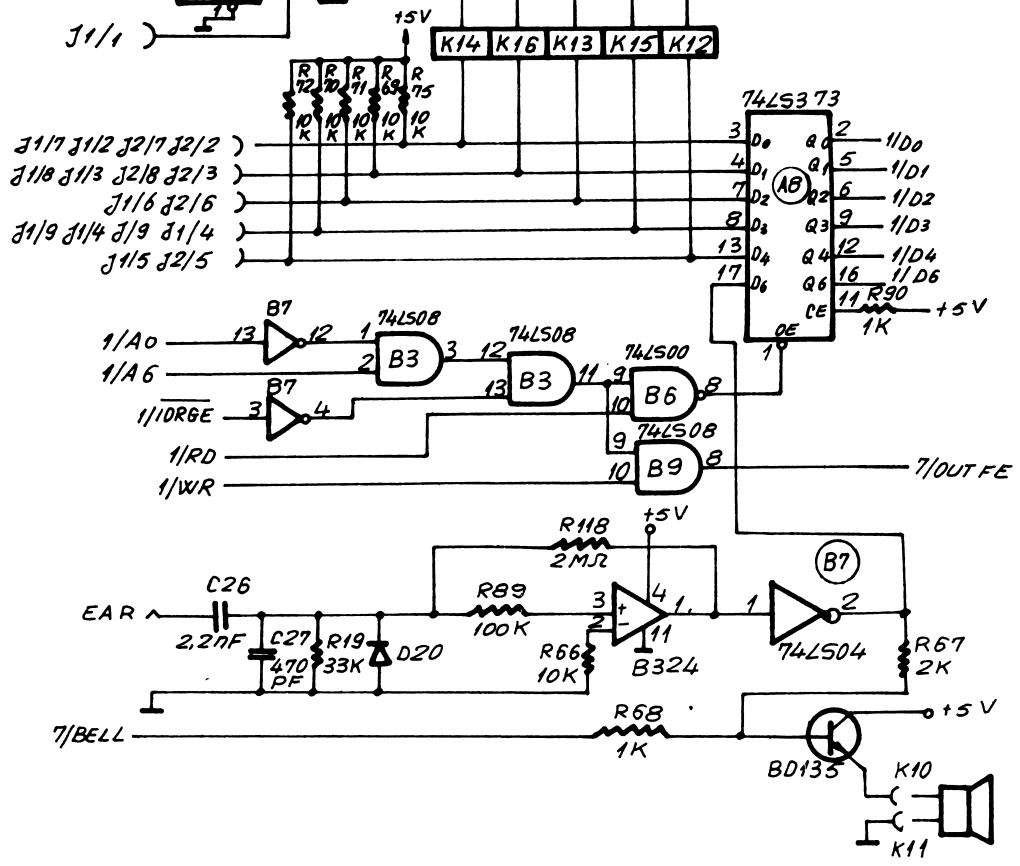 J1/1
+5V
K14 K16 K13 K15 K12
R R R R R
72 70 71 69 75
10 10 10 10
K K K K
74LS373
J1/7 J1/2 J2/7 J2/2
3 D0 Q0 2 1/D0
J1/8 J1/3 J2/8 J2/3
4 D1 Q1 5 1/D1
A8
J1/6 J2/6
7 D2 Q2 6 1/D2
J1/9 J1/4 J/9 J1/4
8 D3 Q3 9 1/D3
J1/5 J2/5
13 D4 Q4 12 1/D4
17 D6 Q6 16 1/D6
CE 11 R90 +5V
1K
OE
1
B7
74LS08
1/A0 13 12 1
B3 3
1/A6 2
74LS08
12
B3 11
13
B7
1/IORGE 3 4
74LS00
9
B6 8
10
1/RD
74LS08
9
B9 8 7/OUT FE
10
1/WR
+5V
R118
2MΩ
B7
C26
EAR
2,2nF
C27
470
PF
R19
33K
D20
R89
100K
3 + 4 1
2 − 11
R66
10K
B324
1 2
74LS04
R67
2K
7/BELL
R68
1K
+5V
BD135
K10
K11